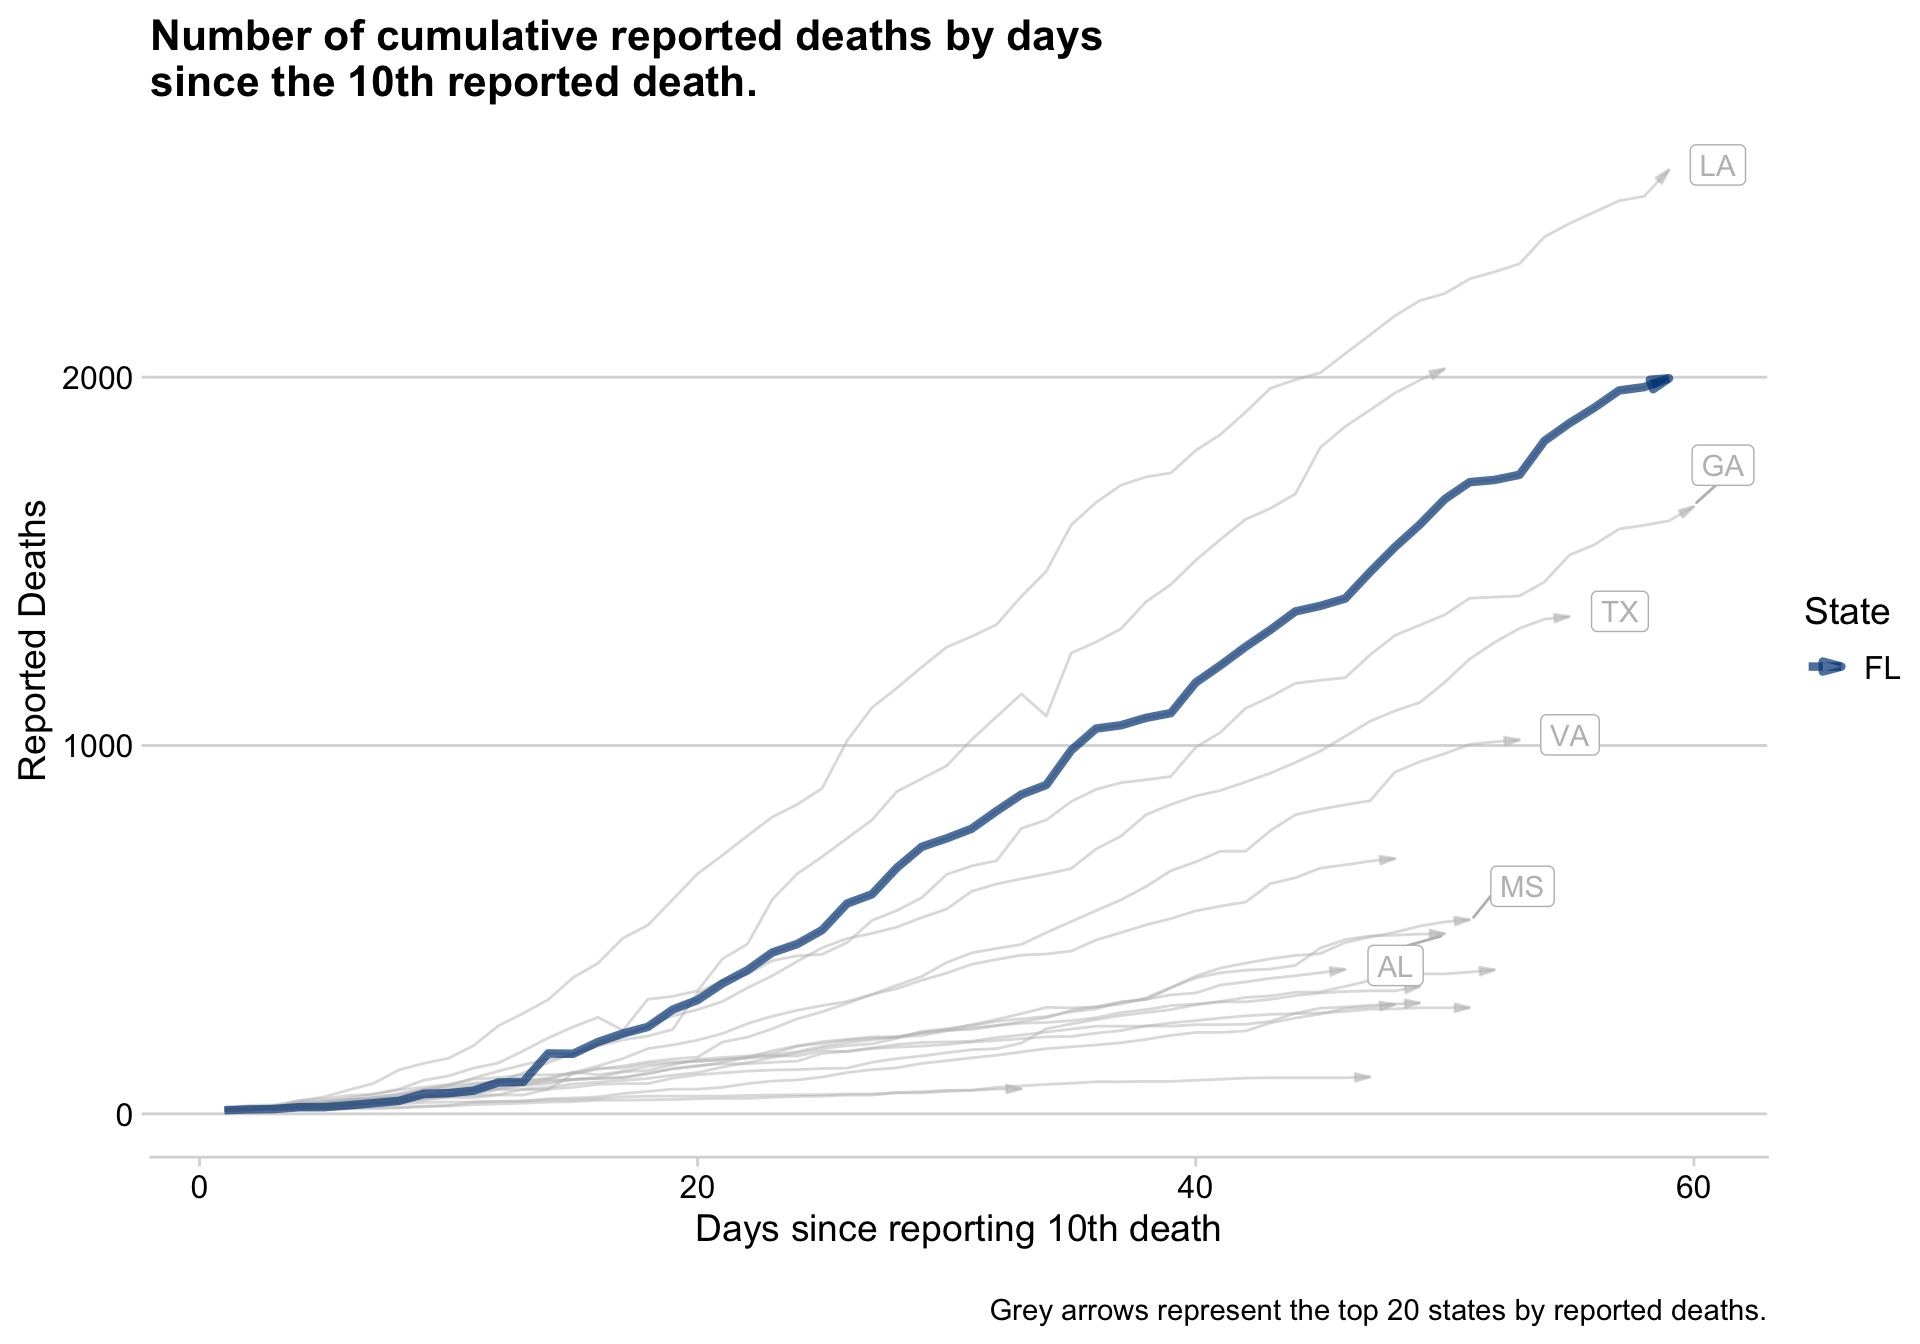 Number of cumulative reported deaths by days
since the 10th reported death.
LA
2000
GA
TX
State
FL
VA
1000
MS
AL
0
Reported Deaths
0 20 40 60
Days since reporting 10th death
Grey arrows represent the top 20 states by reported deaths.